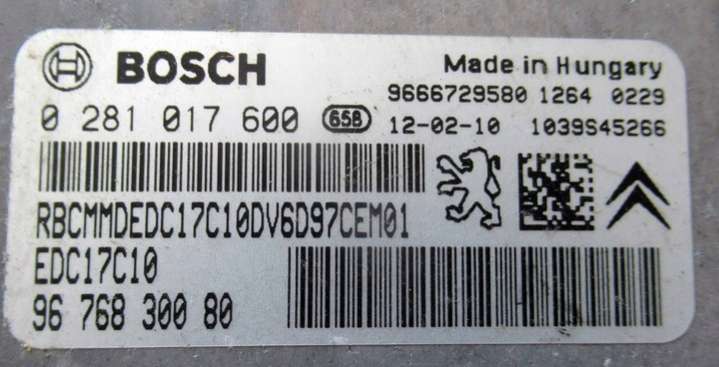 BOSCH
Made in Hungary
9666729580 1264 0229
0 281 017 600 658 12-02-10 1039S45266
RBCMMDEDC17C10DV6D97CEM01
EDC17C10
96 768 300 80